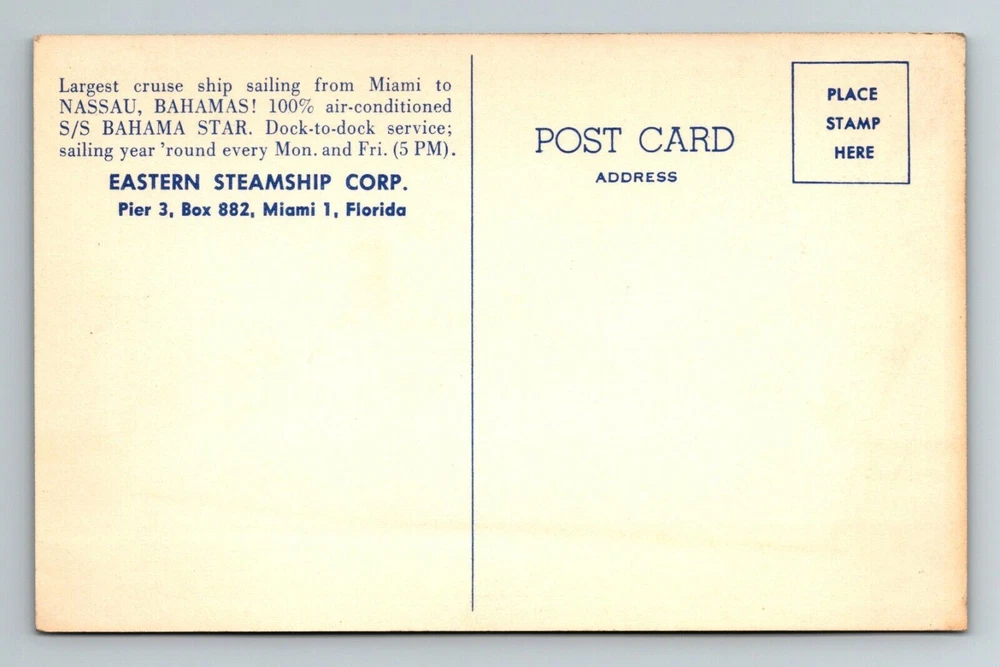 Largest cruise ship sailing from Miami to
NASSAU, BAHAMAS! 100% air-conditioned
S/S BAHAMA STAR. Dock-to-dock service;
sailing year 'round every Mon. and Fri. (5 PM).
EASTERN STEAMSHIP CORP.
Pier 3, Box 882, Miami 1, Florida
POST CARD
ADDRESS
PLACE
STAMP
HERE